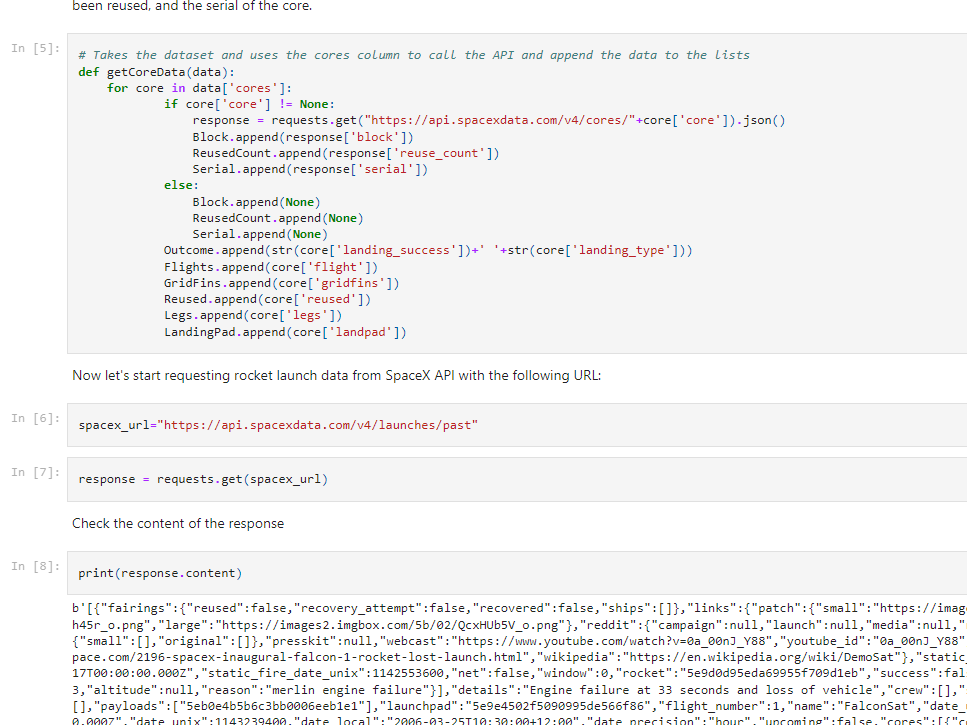 been reused, and the serial of the core.
In [5]:
# Takes the dataset and uses the cores column to call the API and append the data to the lists
def getCoreData(data):
    for core in data['cores']:
            if core['core'] != None:
                response = requests.get("https://api.spacexdata.com/v4/cores/"+core['core']).json()
                Block.append(response['block'])
                ReusedCount.append(response['reuse_count'])
                Serial.append(response['serial'])
            else:
                Block.append(None)
                ReusedCount.append(None)
                Serial.append(None)
            Outcome.append(str(core['landing_success'])+' '+str(core['landing_type']))
            Flights.append(core['flight'])
            GridFins.append(core['gridfins'])
            Reused.append(core['reused'])
            Legs.append(core['legs'])
            LandingPad.append(core['landpad'])
Now let's start requesting rocket launch data from SpaceX API with the following URL:
In [6]:
spacex_url="https://api.spacexdata.com/v4/launches/past"
In [7]:
response = requests.get(spacex_url)
Check the content of the response
In [8]:
print(response.content)
b'[{"fairings":{"reused":false,"recovery_attempt":false,"recovered":false,"ships":[]},"links":{"patch":{"small":"https://imag
h45r_o.png","large":"https://images2.imgbox.com/5b/02/QcxHUb5V_o.png"},"reddit":{"campaign":null,"launch":null,"media":null,
{"small":[],"original":[]},"presskit":null,"webcast":"https://www.youtube.com/watch?v=0a_00nJ_Y88","youtube_id":"0a_00nJ_Y88"
pace.com/2196-spacex-inaugural-falcon-1-rocket-lost-launch.html","wikipedia":"https://en.wikipedia.org/wiki/DemoSat"},"static_
17T00:00:00.000Z","static_fire_date_unix":1142553600,"net":false,"window":0,"rocket":"5e9d0d95eda69955f709d1eb","success":fal
3,"altitude":null,"reason":"merlin engine failure"}],"details":"Engine failure at 33 seconds and loss of vehicle","crew":[],"
[],"payloads":["5eb0e4b5b6c3bb0006eeb1e1"],"launchpad":"5e9e4502f5090995de566f86","flight_number":1,"name":"FalconSat","date_
0.000Z","date_unix":1143239400,"date_local":"2006-03-25T10:30:00+12:00","date_precision":"hour","upcoming":false,"cores":[{"c